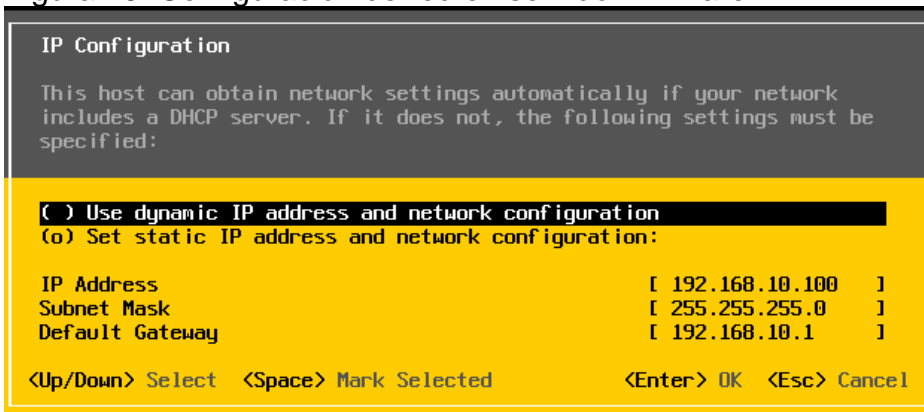 IP Configuration
This host can obtain network settings automatically if your network
includes a DHCP server. If it does not, the following settings must be
specified:
( ) Use dynamic IP address and network configuration
(o) Set static IP address and network configuration:
IP Address [ 192.168.10.100 ]
Subnet Mask [ 255.255.255.0 ]
Default Gateway [ 192.168.10.1 ]
<Up/Down> Select <Space> Mark Selected <Enter> OK <Esc> Cancel